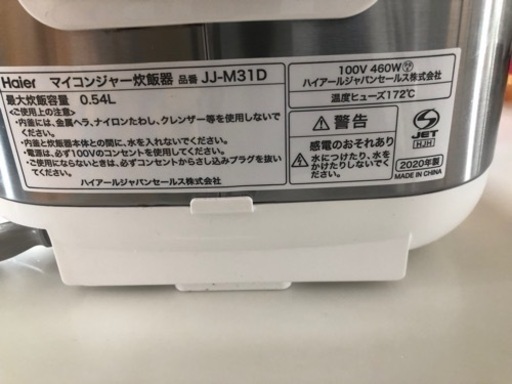 Haier マイコンジャー炊飯器 品番 JJ-M31D
最大炊飯容量 0.54L
<ご使用上の注意>
・内釜には、金属ヘラ、ナイロンたわし、クレンザー等を使用しないで
ください。
・内釜と炊飯器本体との間に、水を入れないでください。
・電源は、必ず100Vのコンセントを使用してください。
・ご使用にならないときは、必ずコンセントからさし込みプラグを抜いて
ください。
ハイアールジャパンセールス株式会社
100V 460W
ハイアールジャパンセールス株式会社
温度ヒューズ172℃
警告
感電のおそれあり
水につけたり、水を
かけたりしないでく
ださい。
S
JET
HJH
2020年製
MADE IN CHINA